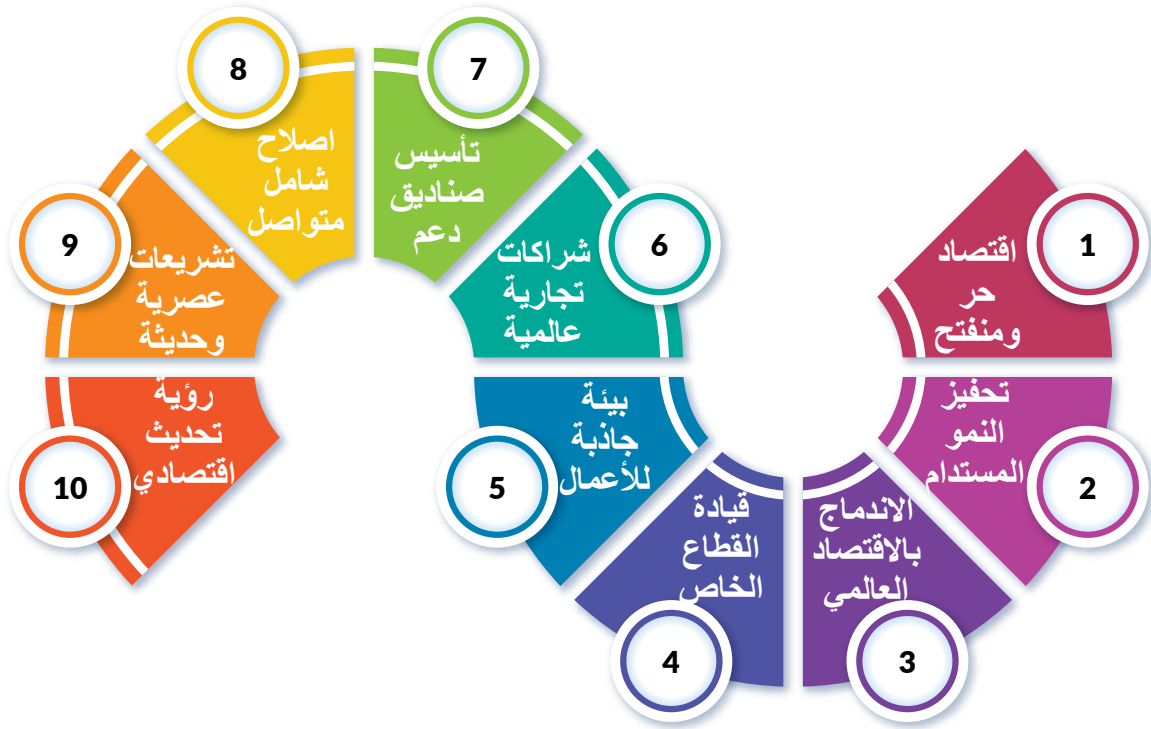 1
اقتصاد
حر
ومنفتح
2
تحفيز
النمو
المستدام
3
الاندماج
بالاقتصاد
العالمي
4
قيادة
القطاع
الخاص
5
بيئة
جاذبة
للأعمال
6
شراكات
تجارية
عالمية
7
تأسيس
صناديق
دعم
8
اصلاح
شامل
متواصل
9
تشريعات
عصرية
وحديثة
10
رؤية
تحديث
اقتصادي